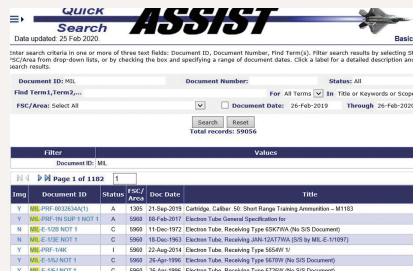 Quick
Search
ASSIST
Data updated: 25 Feb 2020.
Basic
Enter search criteria in one or more of three text fields: Document ID, Document Number, Find Term(s). Filter search results by selecting St
FSC/Area from drop-down lists, or by checking the box and specifying a range of document dates. Click a label for a detailed description and
search results.
Document ID: MIL Document Number: Status: All
Find Term1,Term2,... For All Terms In Title or Keywords or Scope
FSC/Area: Select All Document Date: 26-Feb-2019 Through 26-Feb-2020
Search Reset
Total records: 59056
Filter Values
Document ID: MIL
Page 1 of 1182 1
Img Document ID Status FSC/Area Doc Date Title
Y MIL-PRF-0032634A(1) A 1305 21-Sep-2019 Cartridge, Caliber .50: Short Range Training Ammunition – M1183
Y MIL-PRF-1N SUP 1 NOT 1 A 5960 08-Feb-2017 Electron Tube General Specification for
N MIL-E-1/2B NOT 1 C 5960 11-Dec-1972 Electron Tube, Receiving Type 6SK7WA (No S/S Document)
N MIL-E-1/3E NOT 1 C 5960 18-Dec-1963 Electron Tube, Receiving JAN-12AT7WA (S/S by MIL-E-1/1097)
Y MIL-PRF-1/4K I 5960 22-Aug-2014 Electron Tube, Receiving Type 5654W 1/
Y MIL-E-1/5J NOT 1 C 5960 26-Apr-1996 Electron Tube, Receiving Type 5670W (No S/S Document)